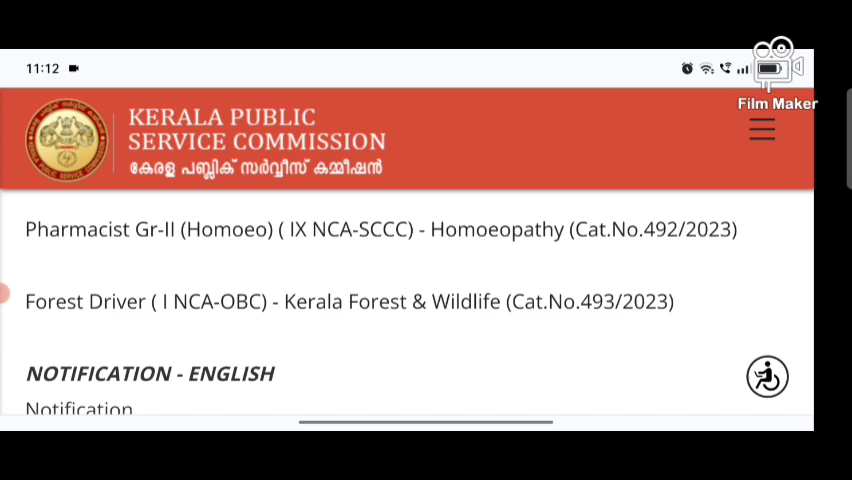 11:12
Film Maker
KERALA PUBLIC
SERVICE COMMISSION
കേരള പബ്ലിക് സർവ്വീസ് കമ്മീഷൻ
Pharmacist Gr-II (Homoeo) ( IX NCA-SCCC) - Homoeopathy (Cat.No.492/2023)
Forest Driver ( I NCA-OBC) - Kerala Forest & Wildlife (Cat.No.493/2023)
NOTIFICATION - ENGLISH
Notification